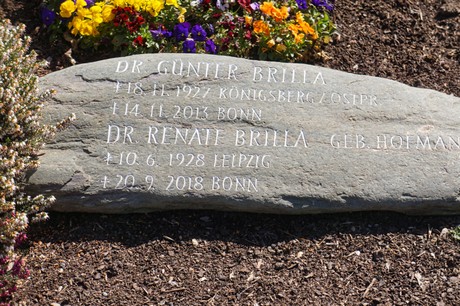 DR GÜNTER BRILLA
* 18. 11. 1927 KÖNIGSBERG/OSTPR.
† 14. 11. 2013 BONN
DR RENATE BRILLA GEB. HOFMAN
* 10. 6. 1928 LEIPZIG
† 20. 9. 2018 BONN